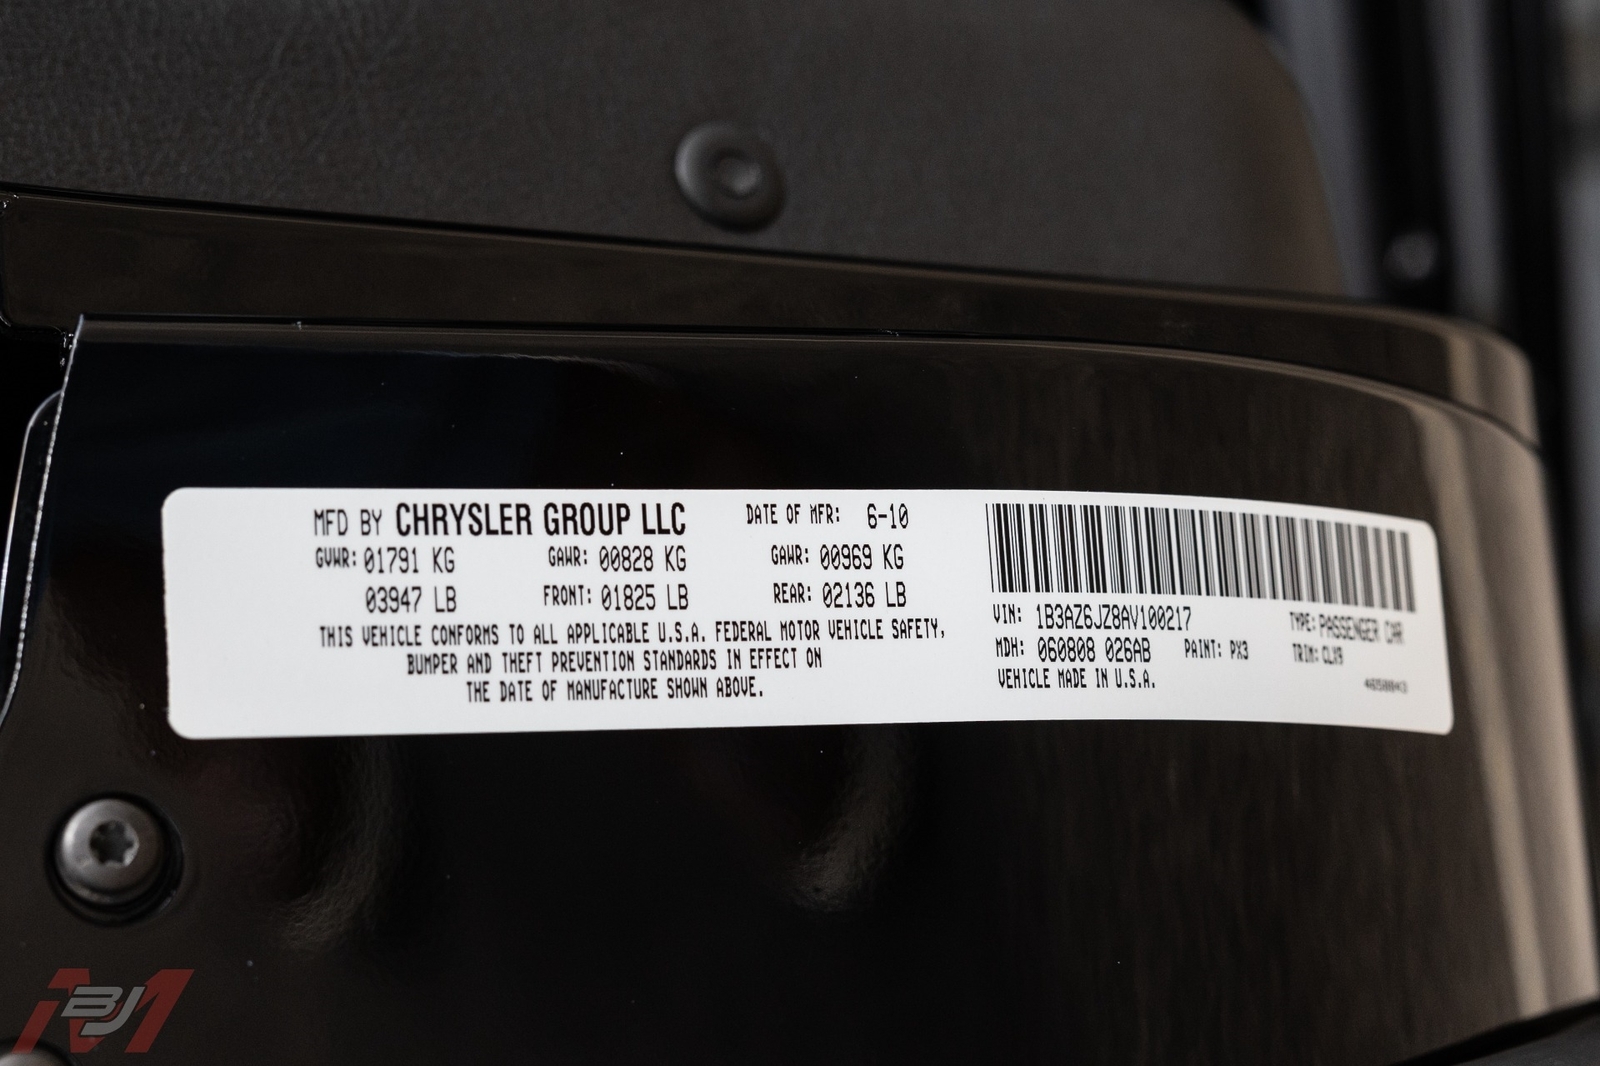 MFD BY CHRYSLER GROUP LLC DATE OF MFR: 6-10
GVWR: 01791 KG GAWR: 00828 KG GAWR: 00969 KG
03947 LB FRONT: 01825 LB REAR: 02136 LB
THIS VEHICLE CONFORMS TO ALL APPLICABLE U.S.A. FEDERAL MOTOR VEHICLE SAFETY,
BUMPER AND THEFT PREVENTION STANDARDS IN EFFECT ON
THE DATE OF MANUFACTURE SHOWN ABOVE.
VIN: 1B3AZ6JZ8AV100217 TYPE: PASSENGER CAR
MDH: 060808 026AB PAINT: PX3 TRIM: CLX9
VEHICLE MADE IN U.S.A.
BJM